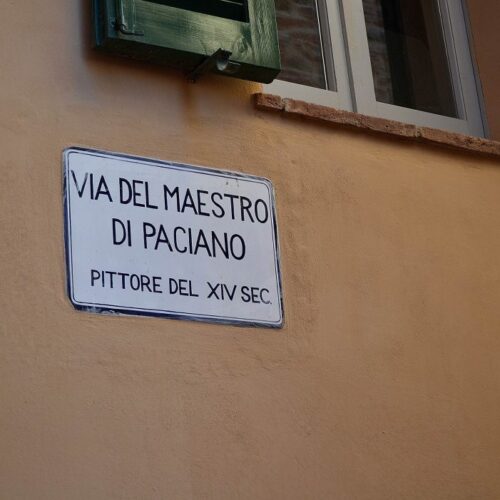 VIA DEL MAESTRO
DI PACIANO
PITTORE DEL XIV SEC.